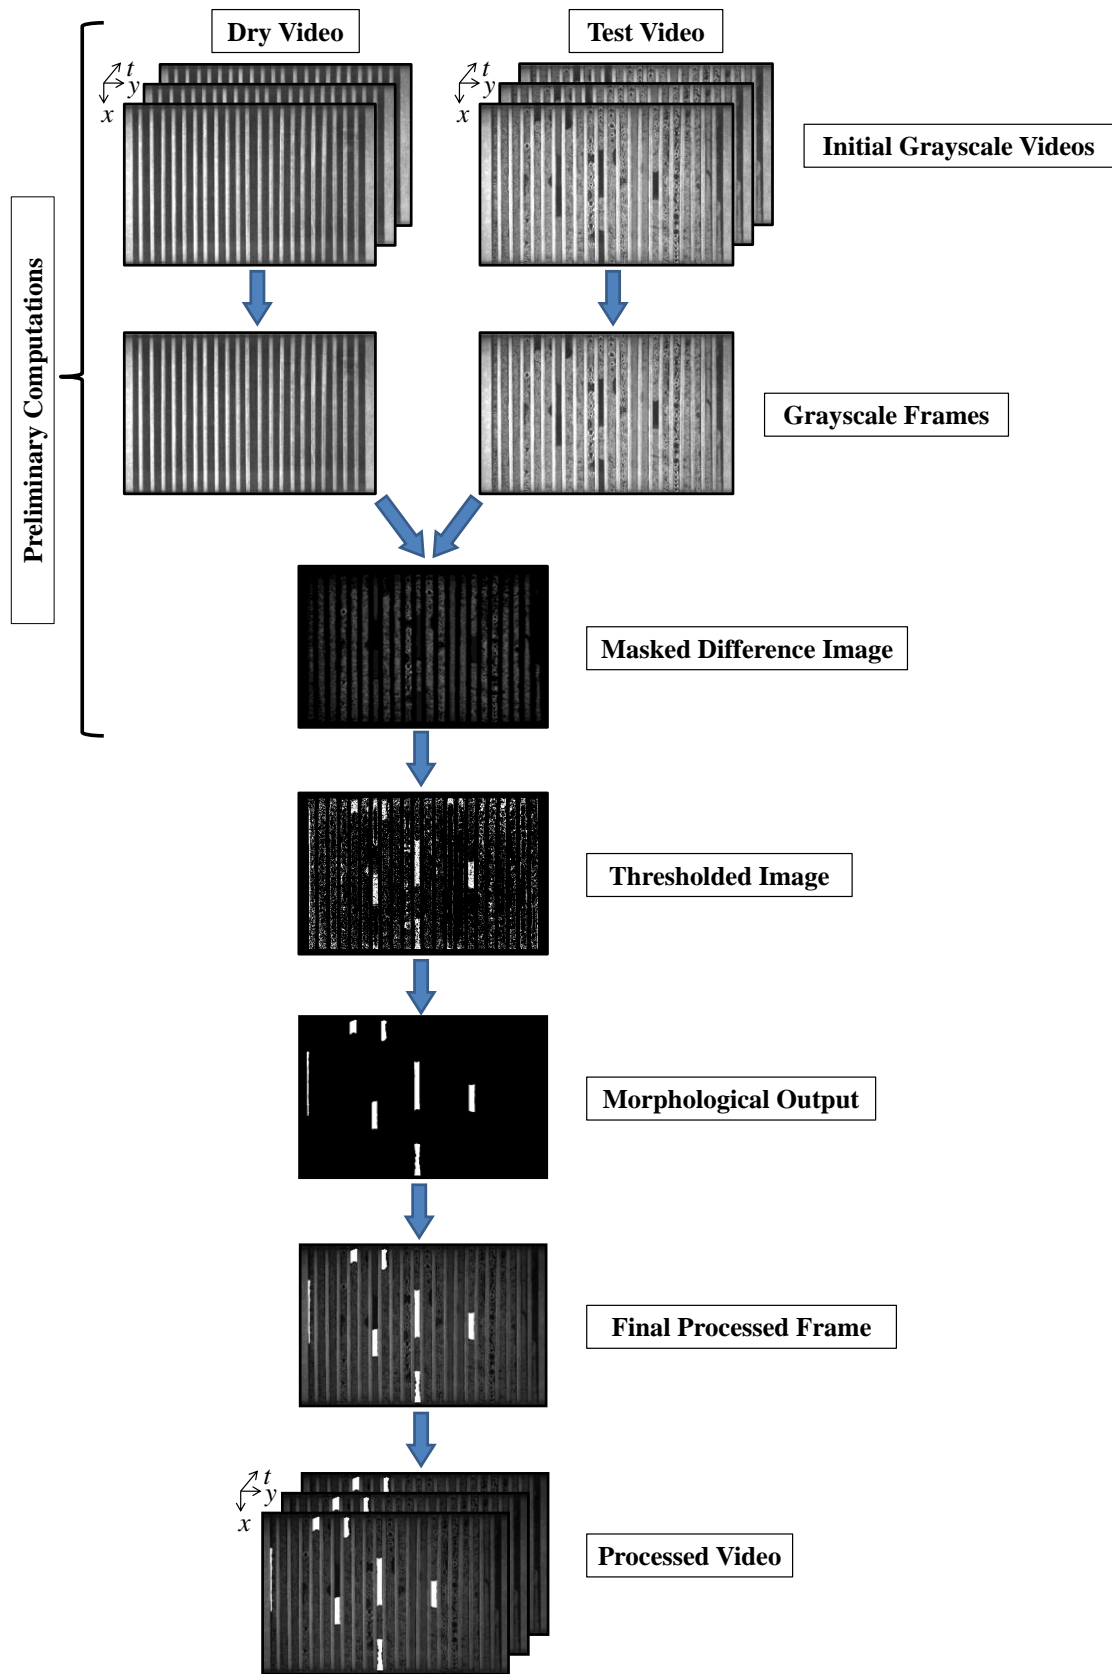 Dry Video
Test Video
t
y
x
t
y
x
Initial Grayscale Videos
Preliminary Computations
Grayscale Frames
Masked Difference Image
Thresholded Image
Morphological Output
Final Processed Frame
t
y
x
Processed Video